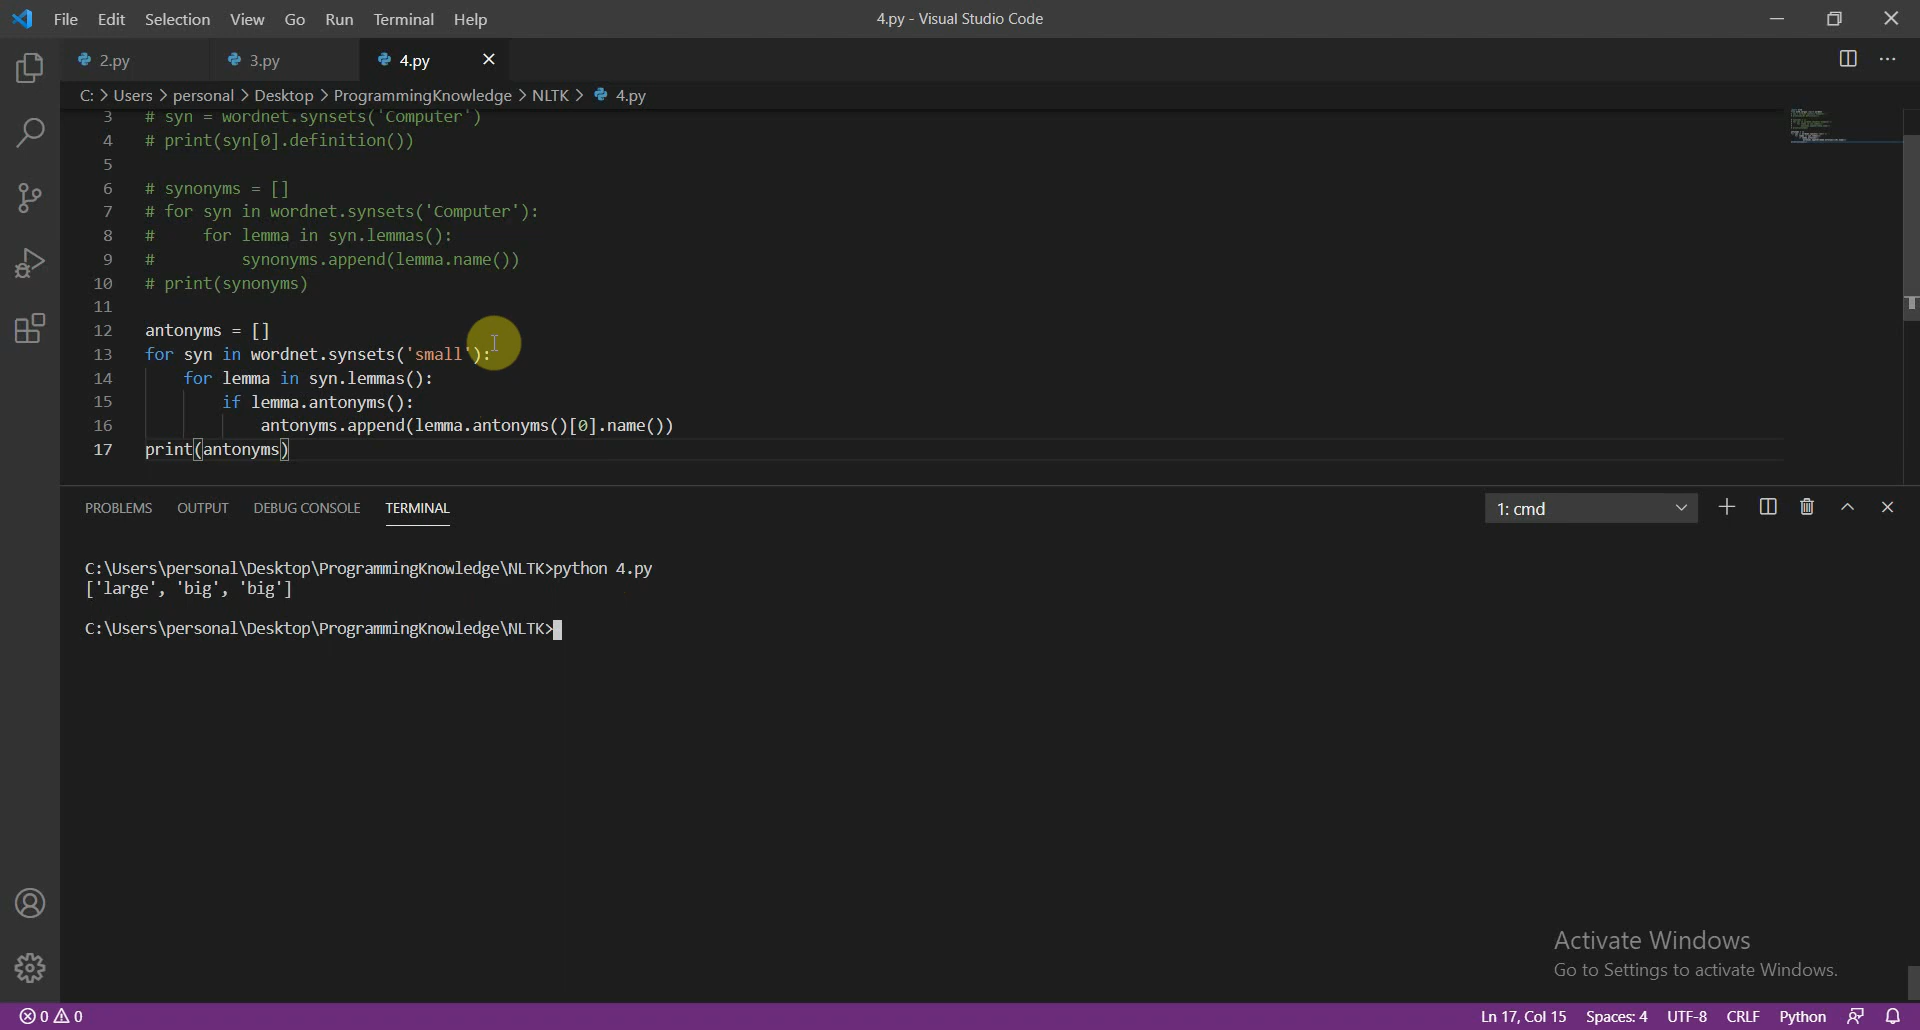 File Edit Selection View Go Run Terminal Help
4.py - Visual Studio Code
2.py 3.py 4.py
C: > Users > personal > Desktop > ProgrammingKnowledge > NLTK > 4.py
3 # syn = wordnet.synsets('Computer')
4 # print(syn[0].definition())
5
6 # synonyms = []
7 # for syn in wordnet.synsets('Computer'):
8 #     for lemma in syn.lemmas():
9 #         synonyms.append(lemma.name())
10 # print(synonyms)
11
12 antonyms = []
13 for syn in wordnet.synsets('small'):
14     for lemma in syn.lemmas():
15         if lemma.antonyms():
16             antonyms.append(lemma.antonyms()[0].name())
17 print(antonyms)
PROBLEMS OUTPUT DEBUG CONSOLE TERMINAL
1: cmd
C:\Users\personal\Desktop\ProgrammingKnowledge\NLTK>python 4.py
['large', 'big', 'big']
C:\Users\personal\Desktop\ProgrammingKnowledge\NLTK>
Activate Windows
Go to Settings to activate Windows.
0 0
Ln 17, Col 15 Spaces: 4 UTF-8 CRLF Python